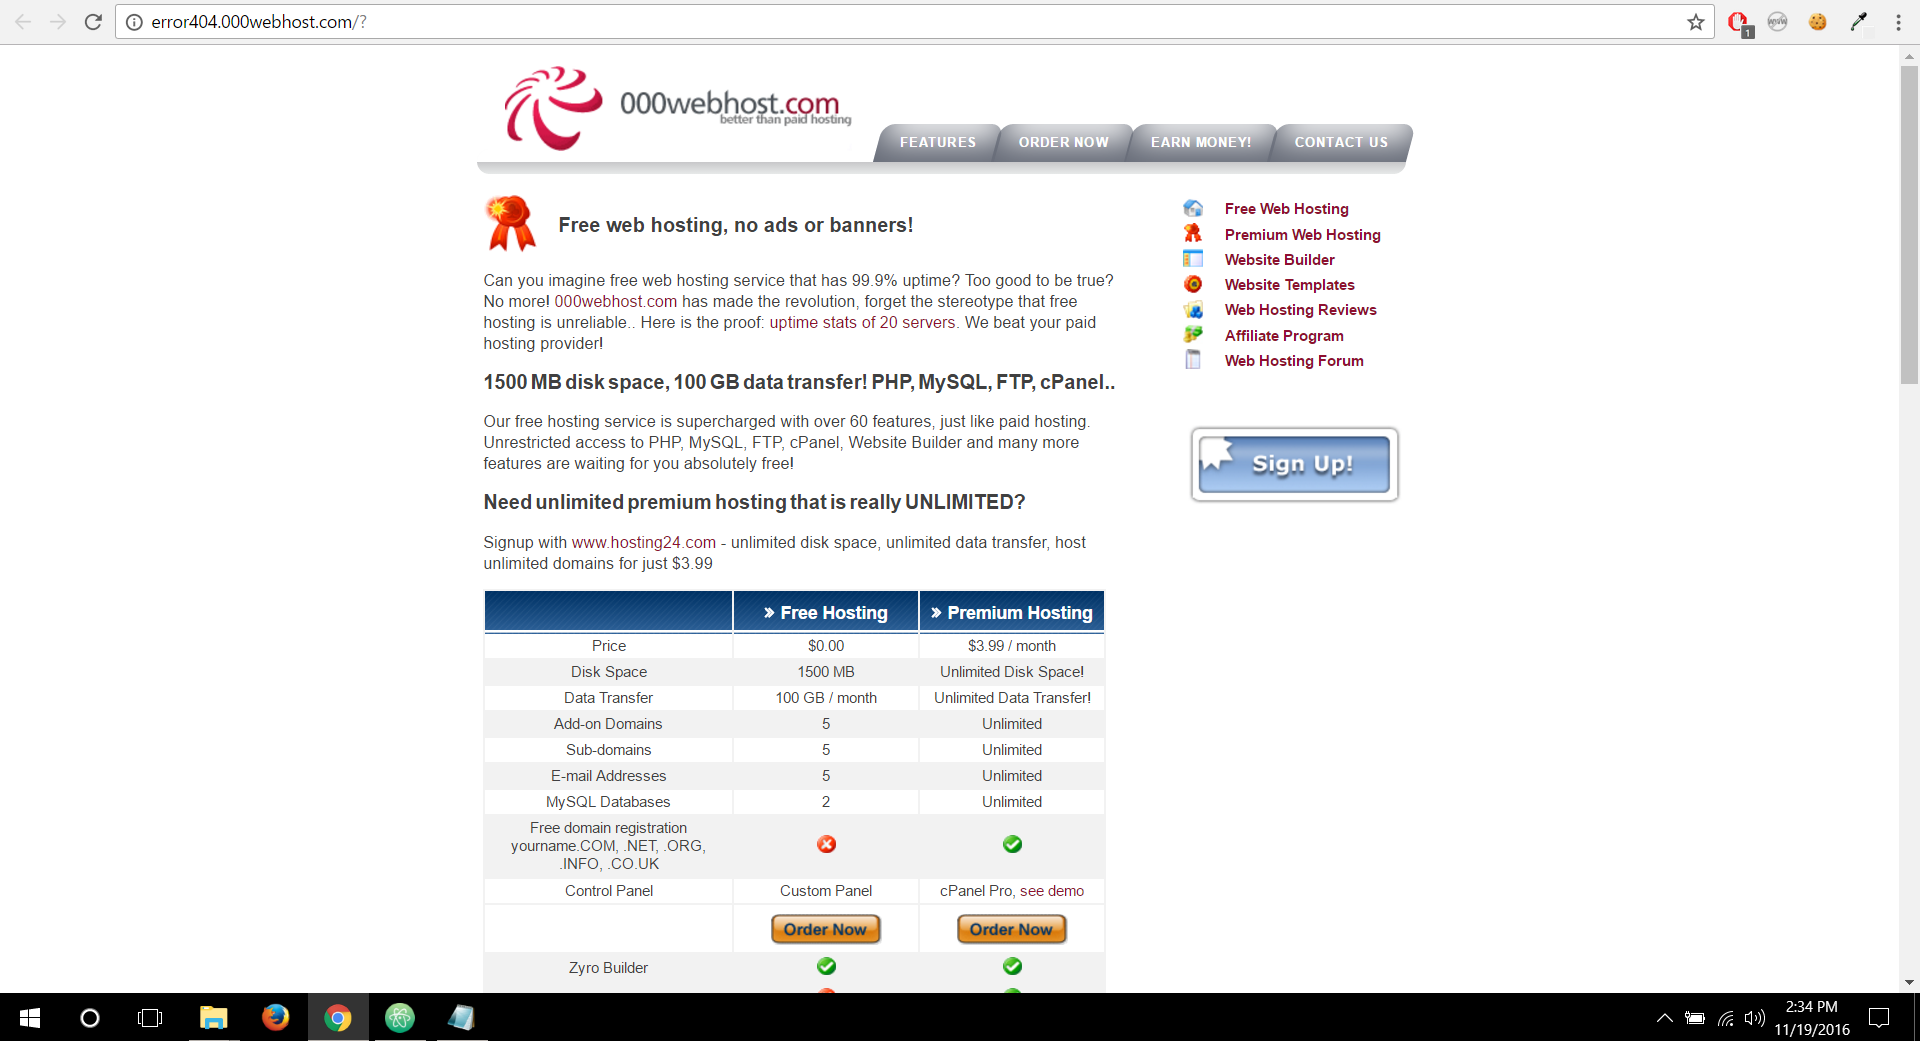 error404.000webhost.com/?
1
000webhost.com
better than paid hosting
FEATURES
ORDER NOW
EARN MONEY!
CONTACT US
Free web hosting, no ads or banners!
Can you imagine free web hosting service that has 99.9% uptime? Too good to be true?
No more! 000webhost.com has made the revolution, forget the stereotype that free
hosting is unreliable.. Here is the proof: uptime stats of 20 servers. We beat your paid
hosting provider!
1500 MB disk space, 100 GB data transfer! PHP, MySQL, FTP, cPanel..
Our free hosting service is supercharged with over 60 features, just like paid hosting.
Unrestricted access to PHP, MySQL, FTP, cPanel, Website Builder and many more
features are waiting for you absolutely free!
Need unlimited premium hosting that is really UNLIMITED?
Signup with www.hosting24.com - unlimited disk space, unlimited data transfer, host
unlimited domains for just $3.99
» Free Hosting » Premium Hosting
Price $0.00 $3.99 / month
Disk Space 1500 MB Unlimited Disk Space!
Data Transfer 100 GB / month Unlimited Data Transfer!
Add-on Domains 5 Unlimited
Sub-domains 5 Unlimited
E-mail Addresses 5 Unlimited
MySQL Databases 2 Unlimited
Free domain registration
yourname.COM, .NET, .ORG,
.INFO, .CO.UK
Control Panel Custom Panel cPanel Pro, see demo
Order Now Order Now
Zyro Builder
Free Web Hosting
Premium Web Hosting
Website Builder
Website Templates
Web Hosting Reviews
Affiliate Program
Web Hosting Forum
Sign Up!
2:34 PM
11/19/2016